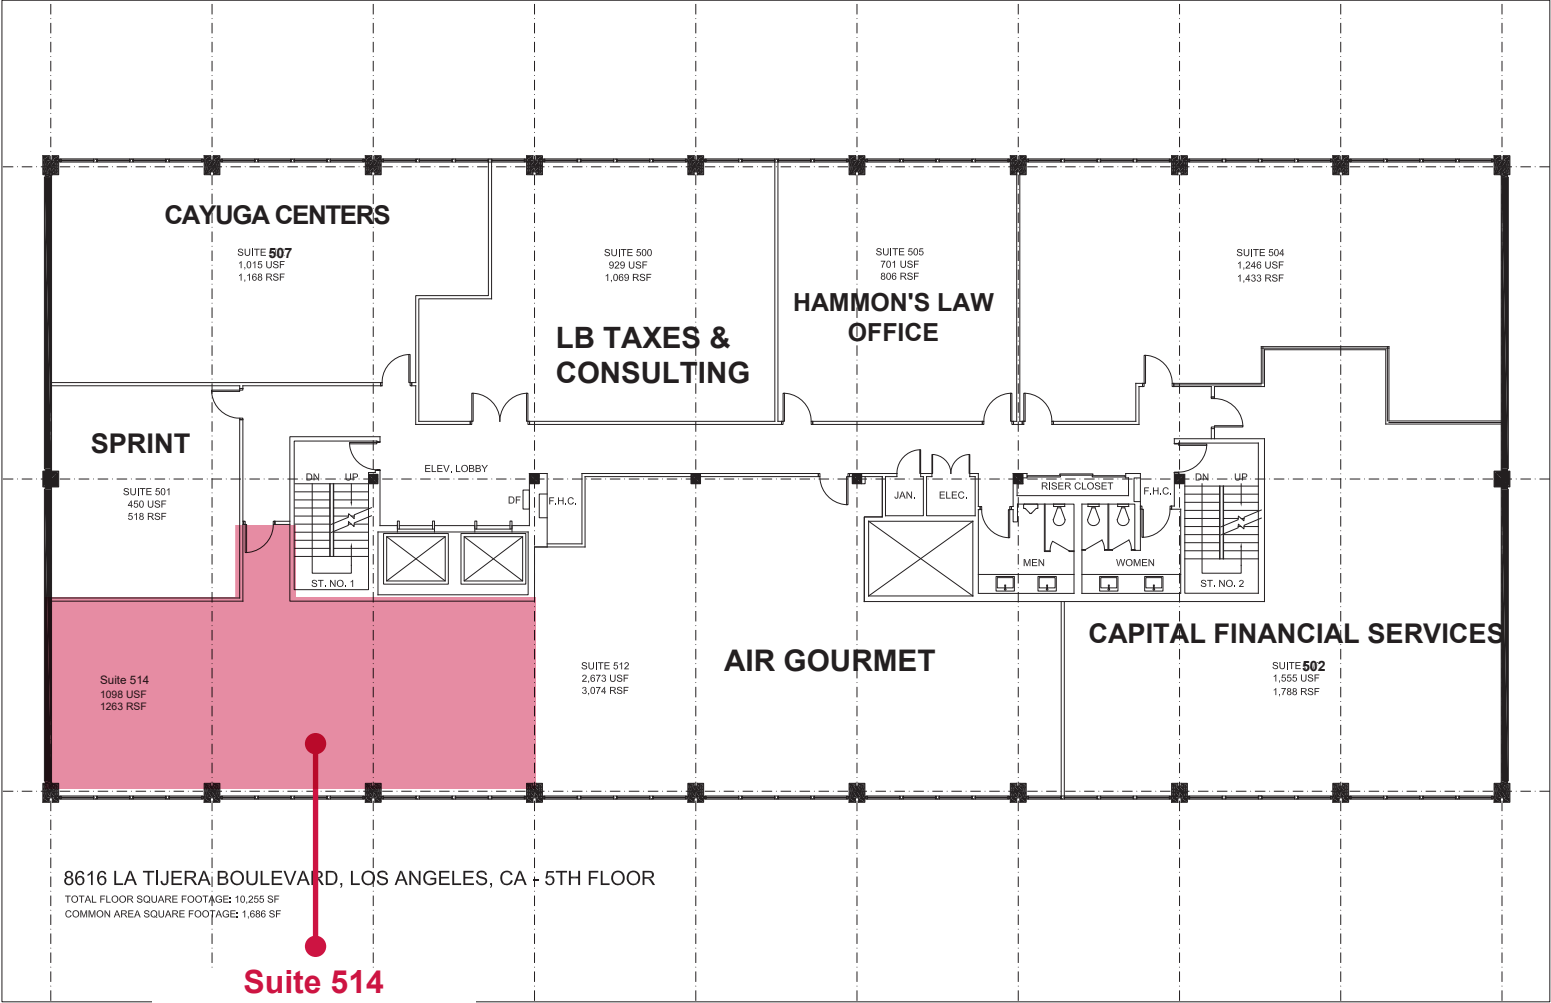 CAYUGA CENTERS
SUITE 507
1,015 USF
1,168 RSF
SUITE 500
929 USF
1,069 RSF
LB TAXES &
CONSULTING
SUITE 505
701 USF
806 RSF
HAMMON'S LAW
OFFICE
SUITE 504
1,246 USF
1,433 RSF
SPRINT
SUITE 501
450 USF
518 RSF
DN UP
ST. NO. 1
ELEV. LOBBY
DF
F.H.C.
JAN.
ELEC.
RISER CLOSET
F.H.C.
MEN
WOMEN
DN UP
ST. NO. 2
Suite 514
1098 USF
1263 RSF
SUITE 512
2,673 USF
3,074 RSF
AIR GOURMET
CAPITAL FINANCIAL SERVICES
SUITE 502
1,555 USF
1,788 RSF
8616 LA TIJERA BOULEVARD, LOS ANGELES, CA - 5TH FLOOR
TOTAL FLOOR SQUARE FOOTAGE: 10,255 SF
COMMON AREA SQUARE FOOTAGE: 1,686 SF
Suite 514